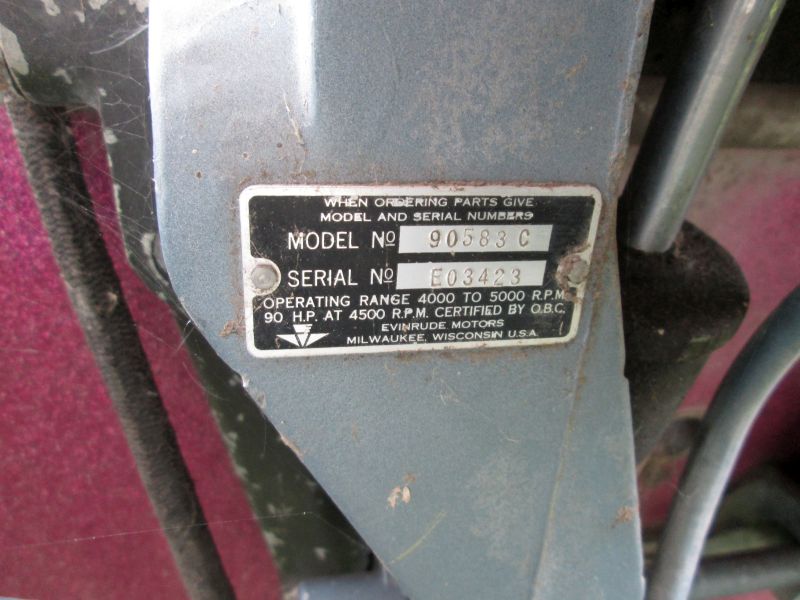 WHEN ORDERING PARTS GIVE
MODEL AND SERIAL NUMBERS
MODEL Nº 90583 C
SERIAL Nº E03423
OPERATING RANGE 4000 TO 5000 R.P.M.
90 H.P. AT 4500 R.P.M. CERTIFIED BY O.B.C.
EVINRUDE MOTORS
MILWAUKEE, WISCONSIN U.S.A.